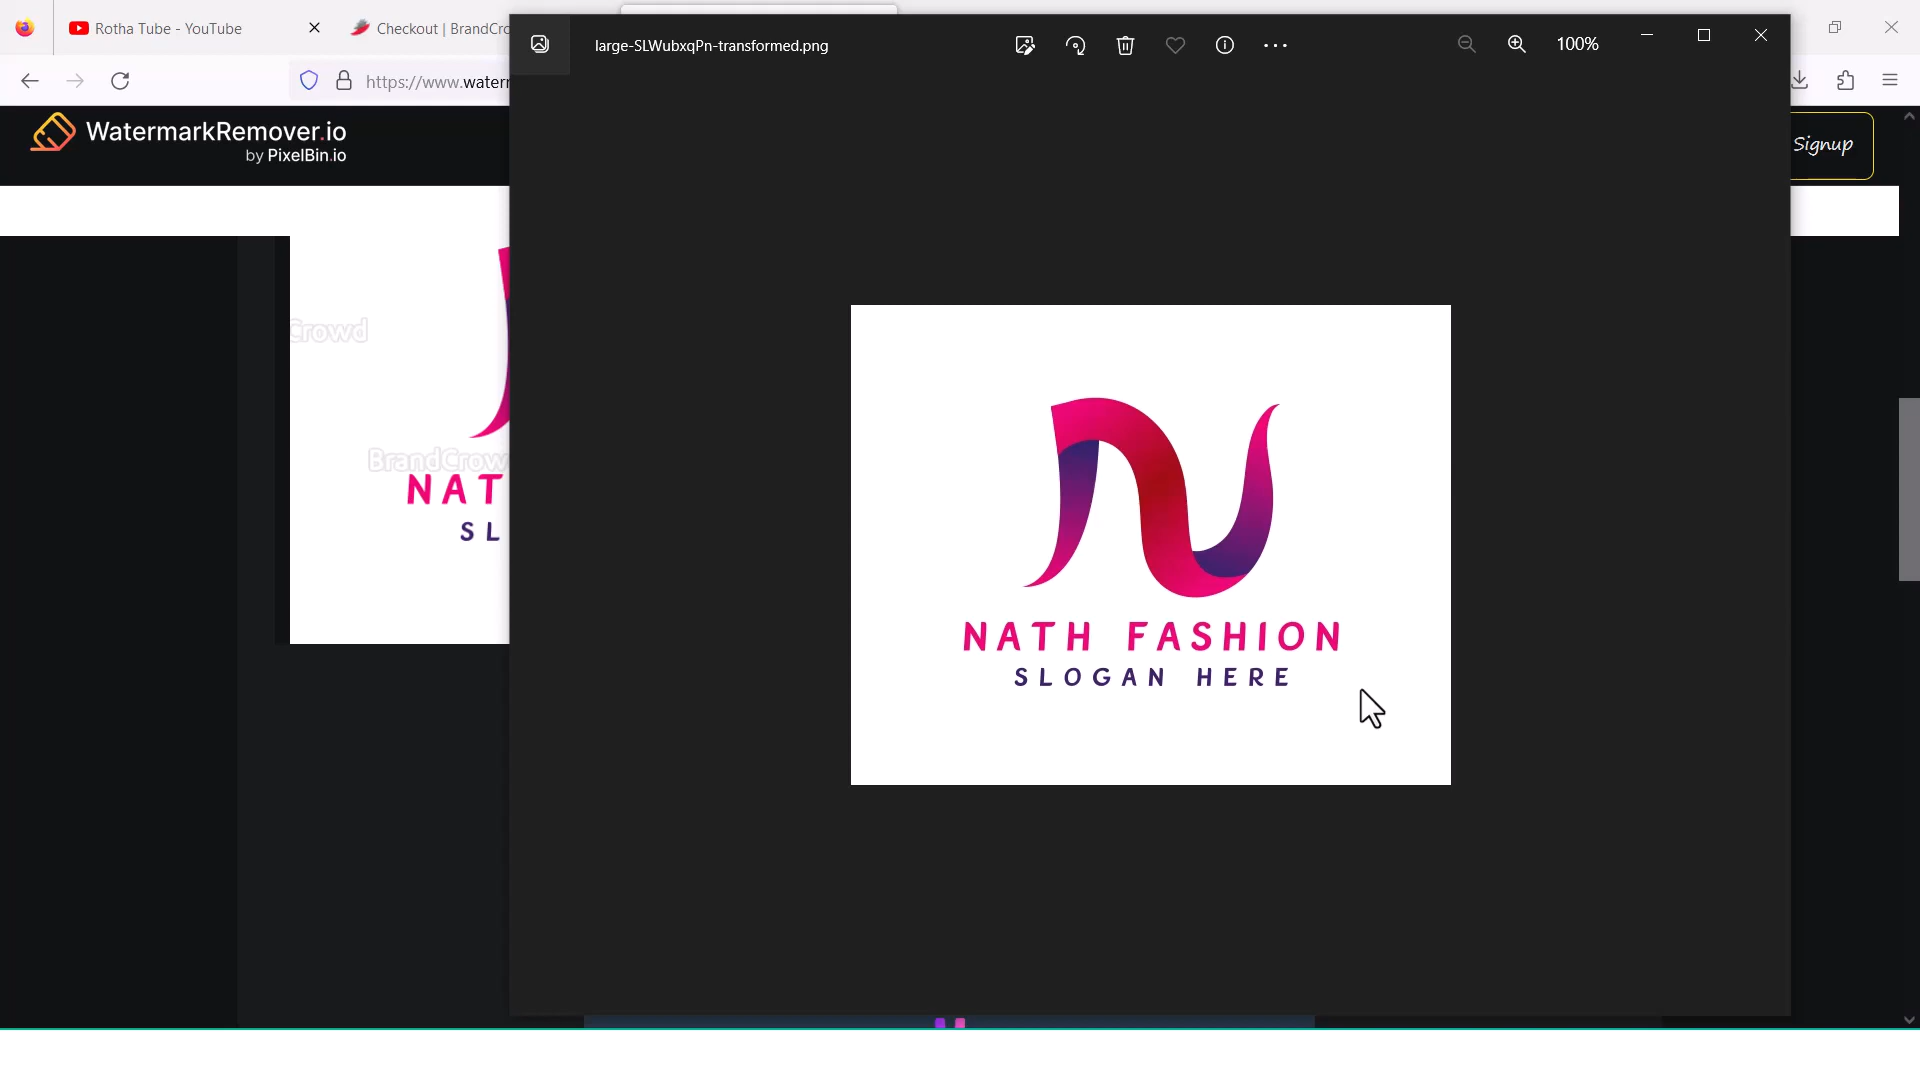 Rotha Tube - YouTube
Checkout | BrandCro
large-SLWubxqPn-transformed.png
100%
https://www.waterr
WatermarkRemover.io
by PixelBin.io
Signup
Crowd
BrandCrow
NAT
SL
NATH FASHION
SLOGAN HERE